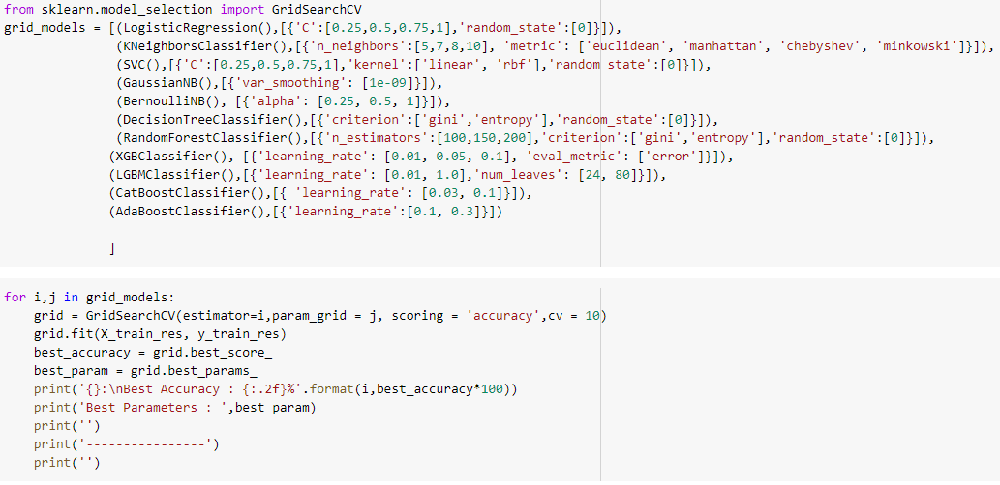 from sklearn.model_selection import GridSearchCV
grid_models = [(LogisticRegression(),[{'C':[0.25,0.5,0.75,1],'random_state':[0]}]),
               (KNeighborsClassifier(),[{'n_neighbors':[5,7,8,10], 'metric': ['euclidean', 'manhattan', 'chebyshev', 'minkowski']}]),
               (SVC(),[{'C':[0.25,0.5,0.75,1],'kernel':['linear', 'rbf'],'random_state':[0]}]),
               (GaussianNB(),[{'var_smoothing': [1e-09]}]),
               (BernoulliNB(), [{'alpha': [0.25, 0.5, 1]}]),
               (DecisionTreeClassifier(),[{'criterion':['gini','entropy'],'random_state':[0]}]),
               (RandomForestClassifier(),[{'n_estimators':[100,150,200],'criterion':['gini','entropy'],'random_state':[0]}]),
              (XGBClassifier(), [{'learning_rate': [0.01, 0.05, 0.1], 'eval_metric': ['error']}]),
              (LGBMClassifier(),[{'learning_rate': [0.01, 1.0],'num_leaves': [24, 80]}]),
              (CatBoostClassifier(),[{ 'learning_rate': [0.03, 0.1]}]),
              (AdaBoostClassifier(),[{'learning_rate':[0.1, 0.3]}])
              ]
for i,j in grid_models:
    grid = GridSearchCV(estimator=i,param_grid = j, scoring = 'accuracy',cv = 10)
    grid.fit(X_train_res, y_train_res)
    best_accuracy = grid.best_score_
    best_param = grid.best_params_
    print('{}:\nBest Accuracy : {:.2f}%'.format(i,best_accuracy*100))
    print('Best Parameters : ',best_param)
    print('')
    print('----------------')
    print('')